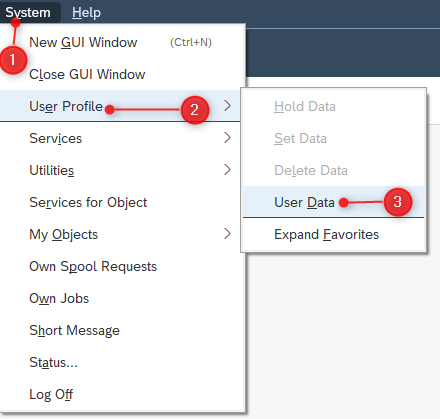 System Help
1
New GUI Window (Ctrl+N)
Close GUI Window
User Profile 2
Hold Data
Services
Set Data
Utilities
Delete Data
Services for Object
User Data 3
My Objects
Expand Favorites
Own Spool Requests
Own Jobs
Short Message
Status...
Log Off